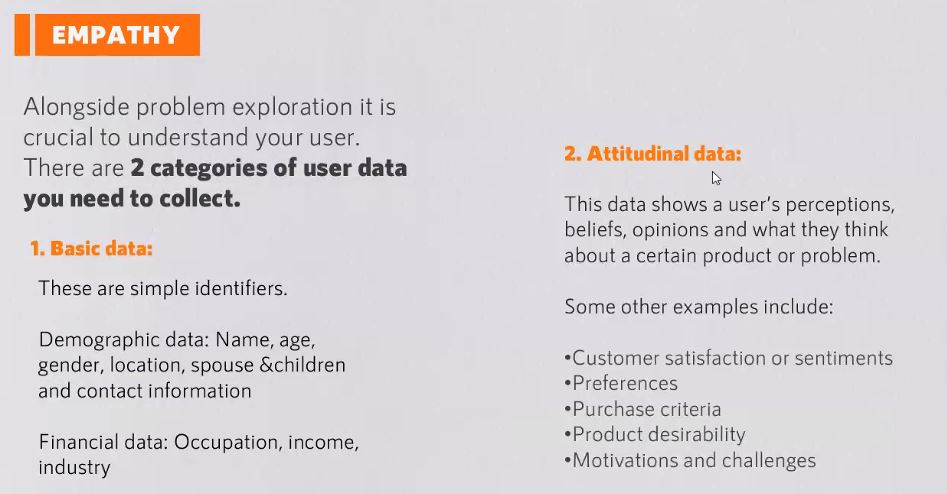 EMPATHY
Alongside problem exploration it is
crucial to understand your user.
There are 2 categories of user data
you need to collect.
1. Basic data:
These are simple identifiers.
Demographic data: Name, age,
gender, location, spouse &children
and contact information
Financial data: Occupation, income,
industry
2. Attitudinal data:
This data shows a user's perceptions,
beliefs, opinions and what they think
about a certain product or problem.
Some other examples include:
•Customer satisfaction or sentiments
•Preferences
•Purchase criteria
•Product desirability
•Motivations and challenges